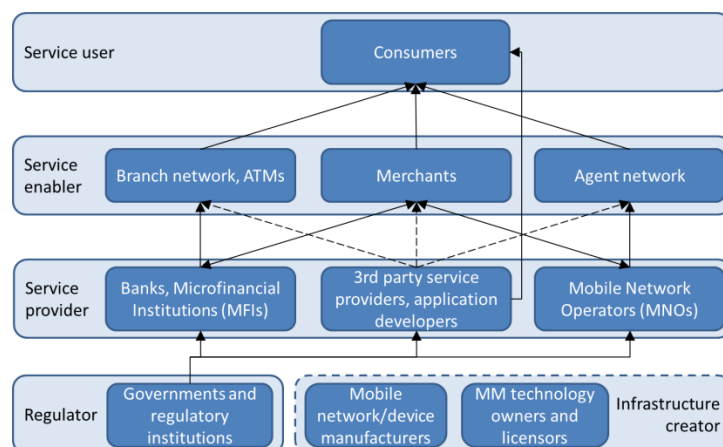 Service user
Consumers
Service
enabler
Branch network, ATMs
Merchants
Agent network
Service
provider
Banks, Microfinancial
Institutions (MFIs)
3rd party service
providers, application
developers
Mobile Network
Operators (MNOs)
Regulator
Governments and
regulatory
institutions
Mobile
network/device
manufacturers
MM technology
owners and
licensors
Infrastructure
creator